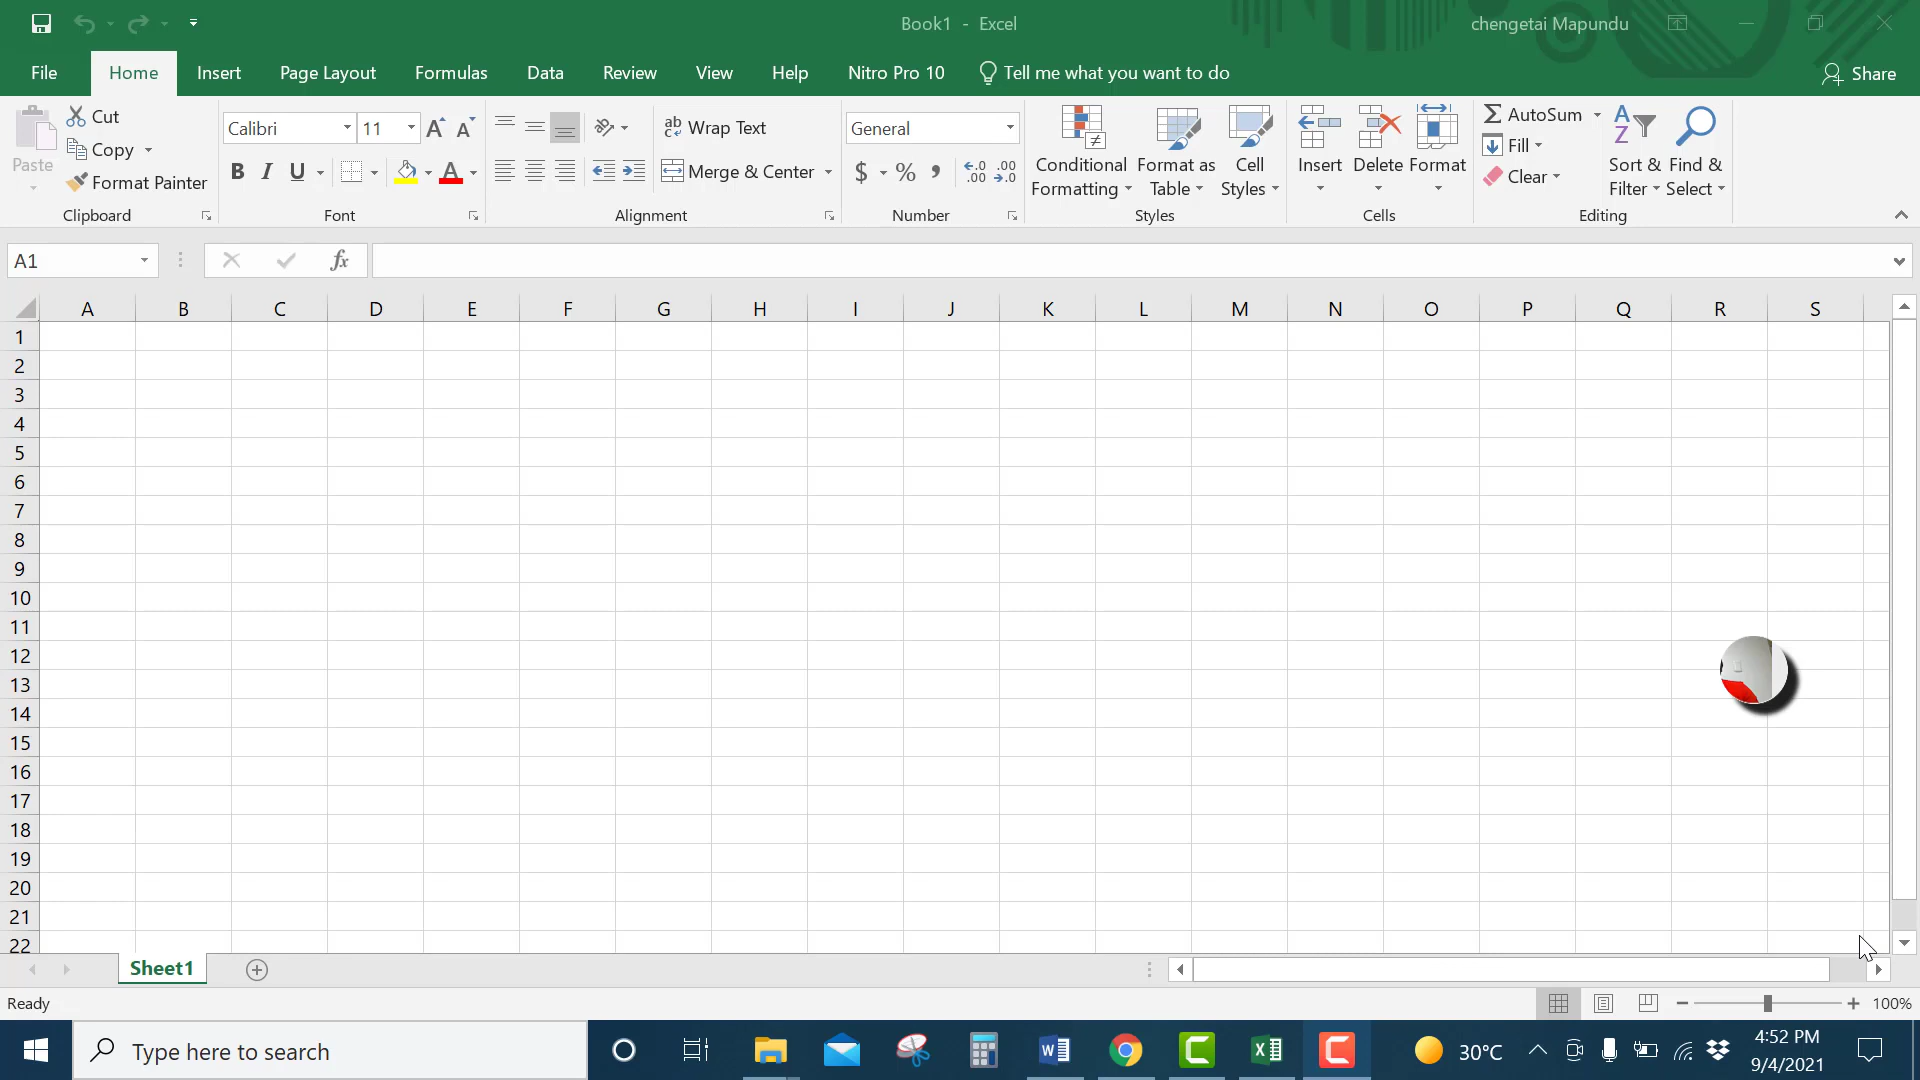 Book1 - Excel
chengetai Mapundu
File Home Insert Page Layout Formulas Data Review View Help Nitro Pro 10 Tell me what you want to do Share
Paste
Cut
Copy
Format Painter
Clipboard
Calibri 11
B I U A
Font
Wrap Text
Merge & Center
Alignment
General
$ % ,
Number
Conditional Formatting
Format as Table
Cell Styles
Styles
Insert
Delete
Format
Cells
AutoSum
Fill
Clear
Sort & Filter
Find & Select
Editing
A1
fx
A B C D E F G H I J K L M N O P Q R S
1
2
3
4
5
6
7
8
9
10
11
12
13
14
15
16
17
18
19
20
21
22
Sheet1
Ready
100%
Type here to search
30°C
4:52 PM
9/4/2021